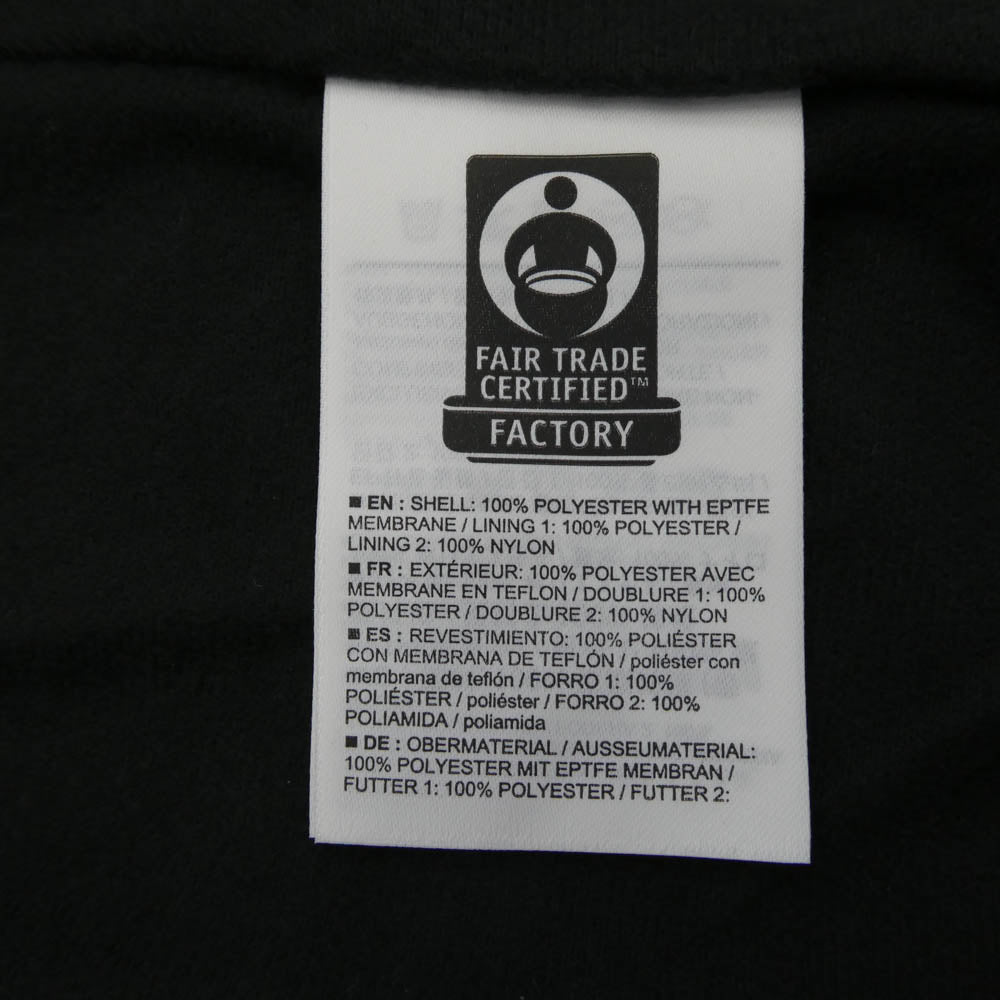 FAIR TRADE
CERTIFIED™
FACTORY
■ EN : SHELL: 100% POLYESTER WITH EPTFE
MEMBRANE / LINING 1: 100% POLYESTER /
LINING 2: 100% NYLON
■ FR : EXTÉRIEUR: 100% POLYESTER AVEC
MEMBRANE EN TEFLON / DOUBLURE 1: 100%
POLYESTER / DOUBLURE 2: 100% NYLON
■ ES : REVESTIMIENTO: 100% POLIÉSTER
CON MEMBRANA DE TEFLÓN / poliéster con
membrana de teflón / FORRO 1: 100%
POLIÉSTER / poliéster / FORRO 2: 100%
POLIAMIDA / poliamida
■ DE : OBERMATERIAL / AUSSEUMATERIAL:
100% POLYESTER MIT EPTFE MEMBRAN /
FUTTER 1: 100% POLYESTER / FUTTER 2: